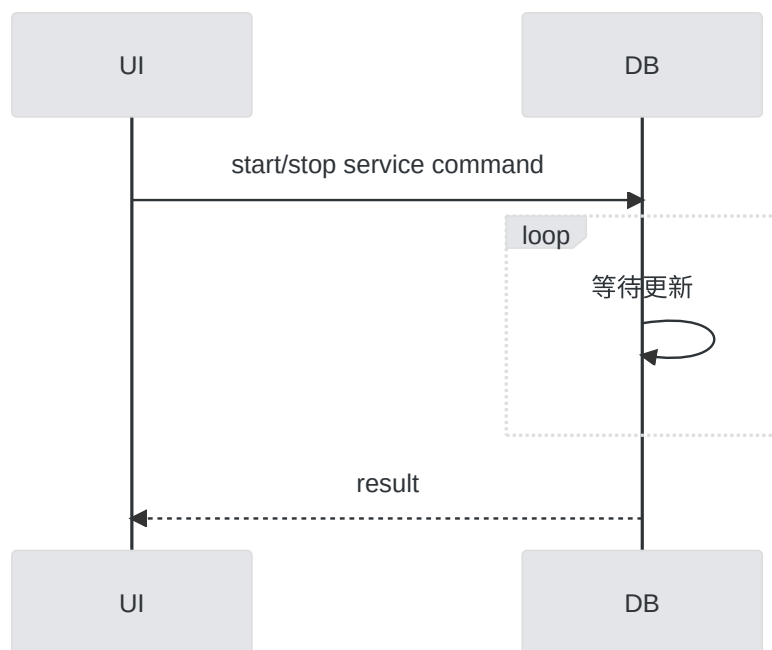 UI
DB
start/stop service command
loop
等待更新
result
UI
DB